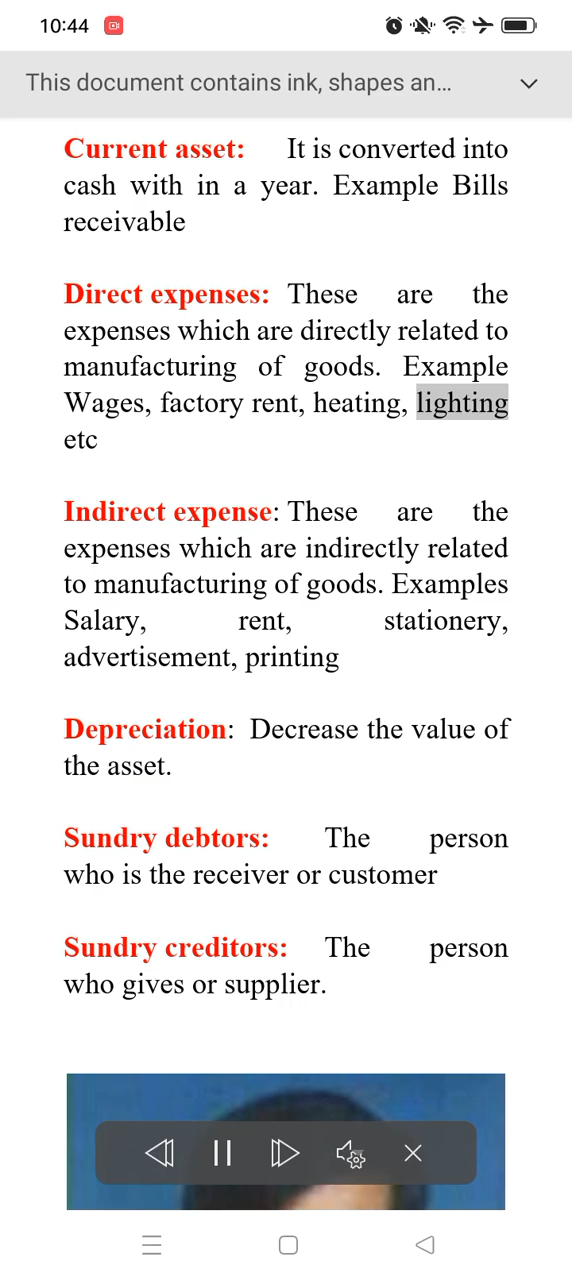 10:44
This document contains ink, shapes an...
Current asset: It is converted into
cash with in a year. Example Bills
receivable
Direct expenses: These are the
expenses which are directly related to
manufacturing of goods. Example
Wages, factory rent, heating, lighting
etc
Indirect expense: These are the
expenses which are indirectly related
to manufacturing of goods. Examples
Salary, rent, stationery,
advertisement, printing
Depreciation: Decrease the value of
the asset.
Sundry debtors: The person
who is the receiver or customer
Sundry creditors: The person
who gives or supplier.